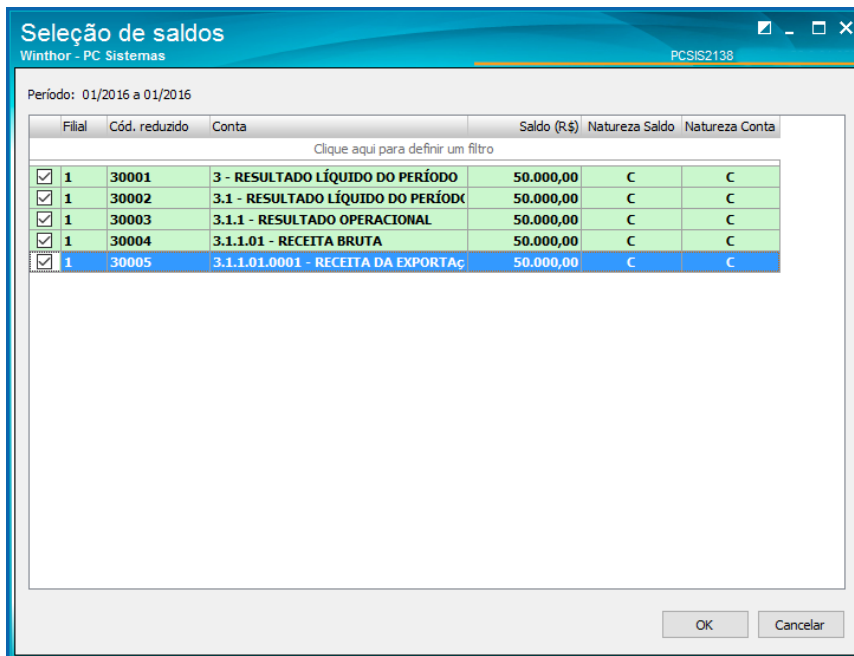 Seleção de saldos
Winthor - PC Sistemas
PCSIS2138
Período: 01/2016 a 01/2016
Filial Cód. reduzido Conta Saldo (R$) Natureza Saldo Natureza Conta
Clique aqui para definir um filtro
1 30001 3 - RESULTADO LÍQUIDO DO PERÍODO 50.000,00 C C
1 30002 3.1 - RESULTADO LÍQUIDO DO PERÍODO 50.000,00 C C
1 30003 3.1.1 - RESULTADO OPERACIONAL 50.000,00 C C
1 30004 3.1.1.01 - RECEITA BRUTA 50.000,00 C C
1 30005 3.1.1.01.0001 - RECEITA DA EXPORTAç 50.000,00 C C
OK Cancelar